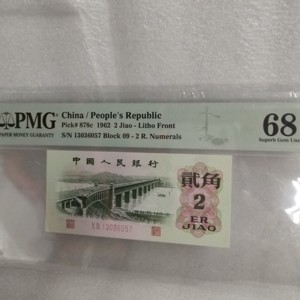 PMG
PAPER MONEY GUARANTY
China / People's Republic
Pick# 878c 1962 2 Jiao - Litho Front
S/N 13036057 Block 09 - 2 R. Numerals
68
Superb Gem Unc
中國人民銀行
貳角
2
ER
JIAO
13036057